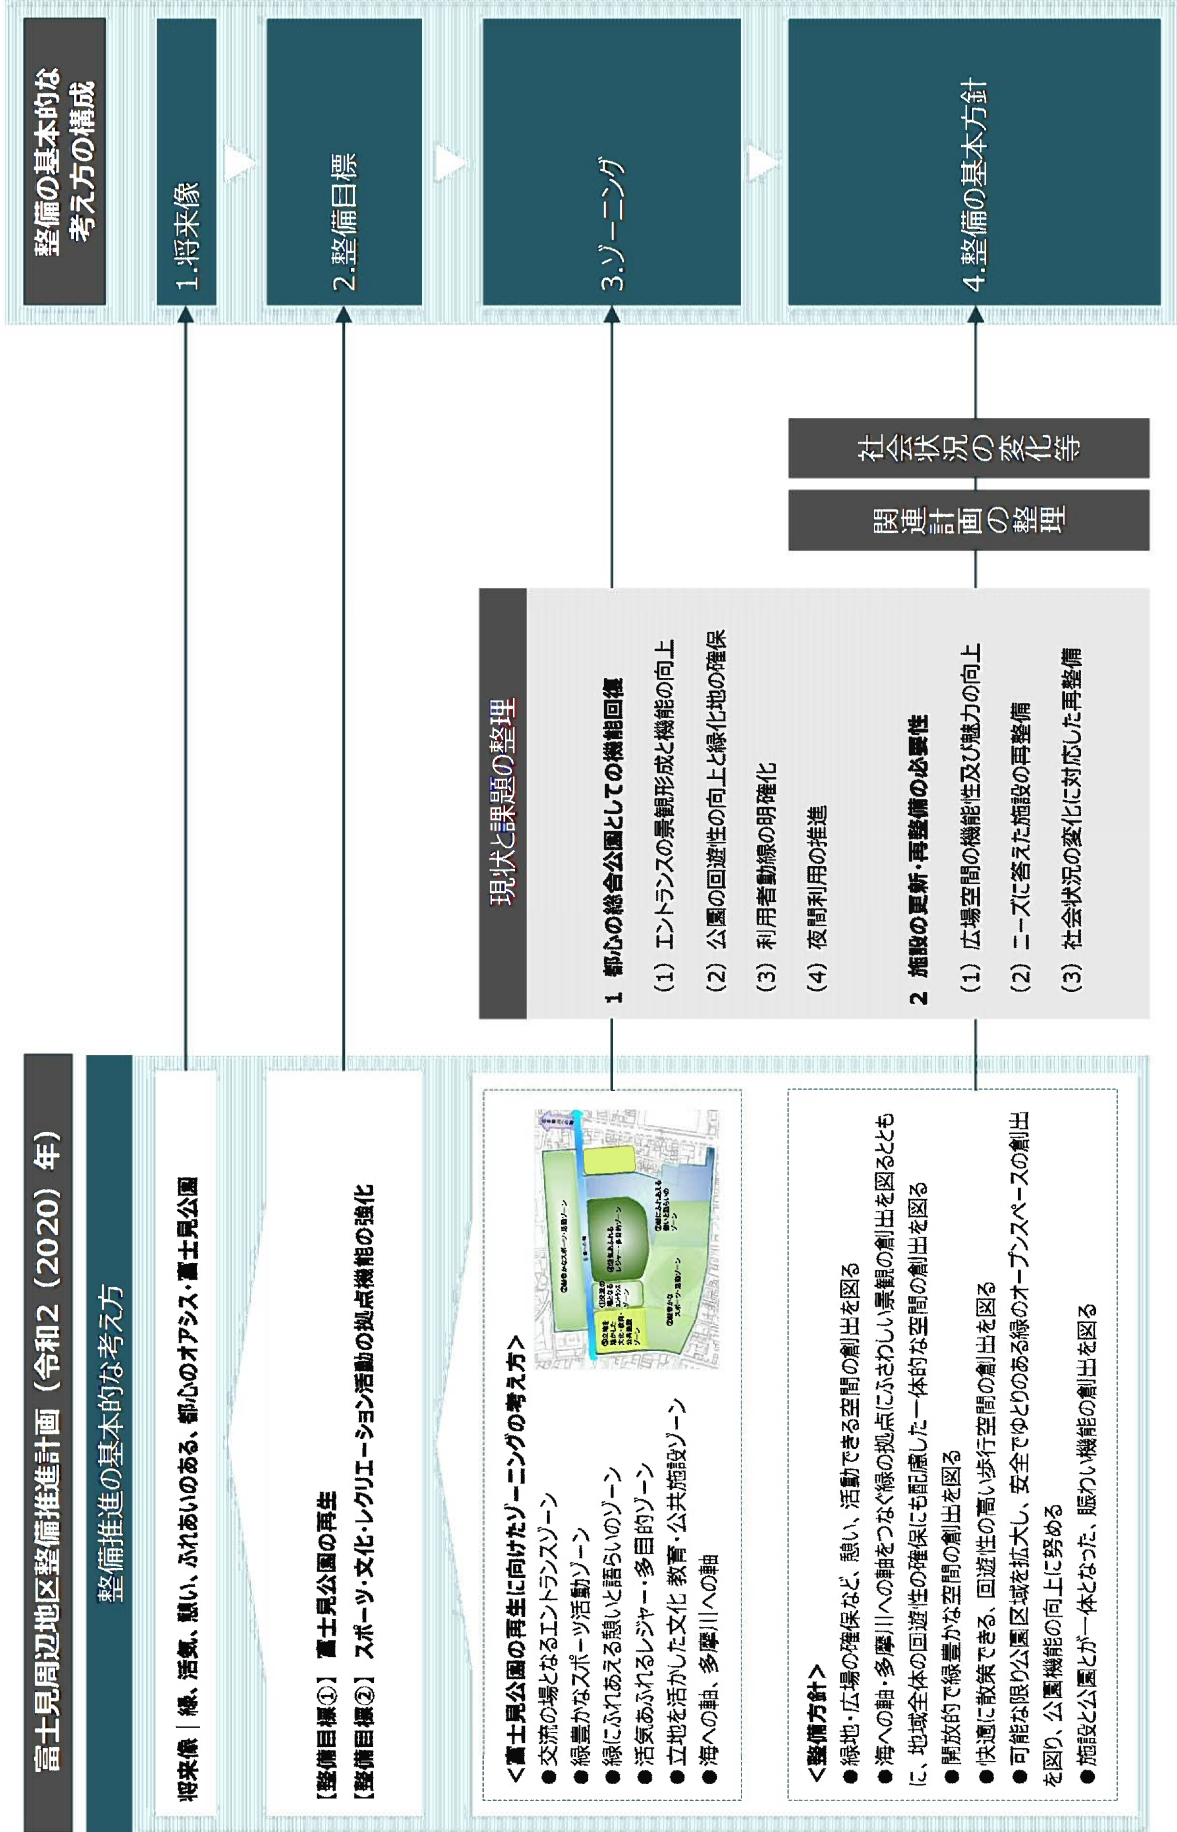 富士見周辺地区整備推進計画（令和２（2020）年）
整備推進の基本的な考え方
将来像｜緑、活気、憩い、ふれあいのある、都心のオアシス・富士見公園
【整備目標①】 富士見公園の再生
【整備目標②】 スポーツ・文化・レクリエーション活動の拠点機能の強化
＜富士見公園の再生に向けたゾーニングの考え方＞
● 交流の場となるエントランスゾーン
● 緑豊かなスポーツ活動ゾーン
● 緑にふれあえる憩いと語らいのゾーン
● 活気あふれるレジャー・多目的ゾーン
● 立地を活かした文化 教育・公共施設ゾーン
● 海への軸、多摩川への軸
＜整備方針＞
● 緑地・広場の確保など、憩い、活動できる空間の創出を図る
● 海への軸・多摩川への軸をつなぐ緑の拠点にふさわしい景観の創出を図るととも
に、地域全体の回遊性の確保にも配慮した一体的な空間の創出を図る
● 開放的で緑豊かな空間の創出を図る
● 快適に散策できる、回遊性の高い歩行空間の創出を図る
● 可能な限り公園区域を拡大し、安全でゆとりのある緑のオープンスペースの創出
を図り、公園機能の向上に努める
● 施設と公園とが一体となった、賑わい機能の創出を図る
現状と課題の整理
1 都心の総合公園としての機能回復
（1）エントランスの景観形成と機能の向上
（2）公園の回遊性の向上と緑化地の確保
（3）利用者動線の明確化
（4）夜間利用の推進
2 施設の更新・再整備の必要性
（1）広場空間の機能性及び魅力の向上
（2）ニーズに答えた施設の再整備
（3）社会状況の変化に対応した再整備
関連計画の整理
社会状況の変化等
整備の基本的な
考え方の構成
1.将来像
2.整備目標
3.ゾーニング
4.整備の基本方針